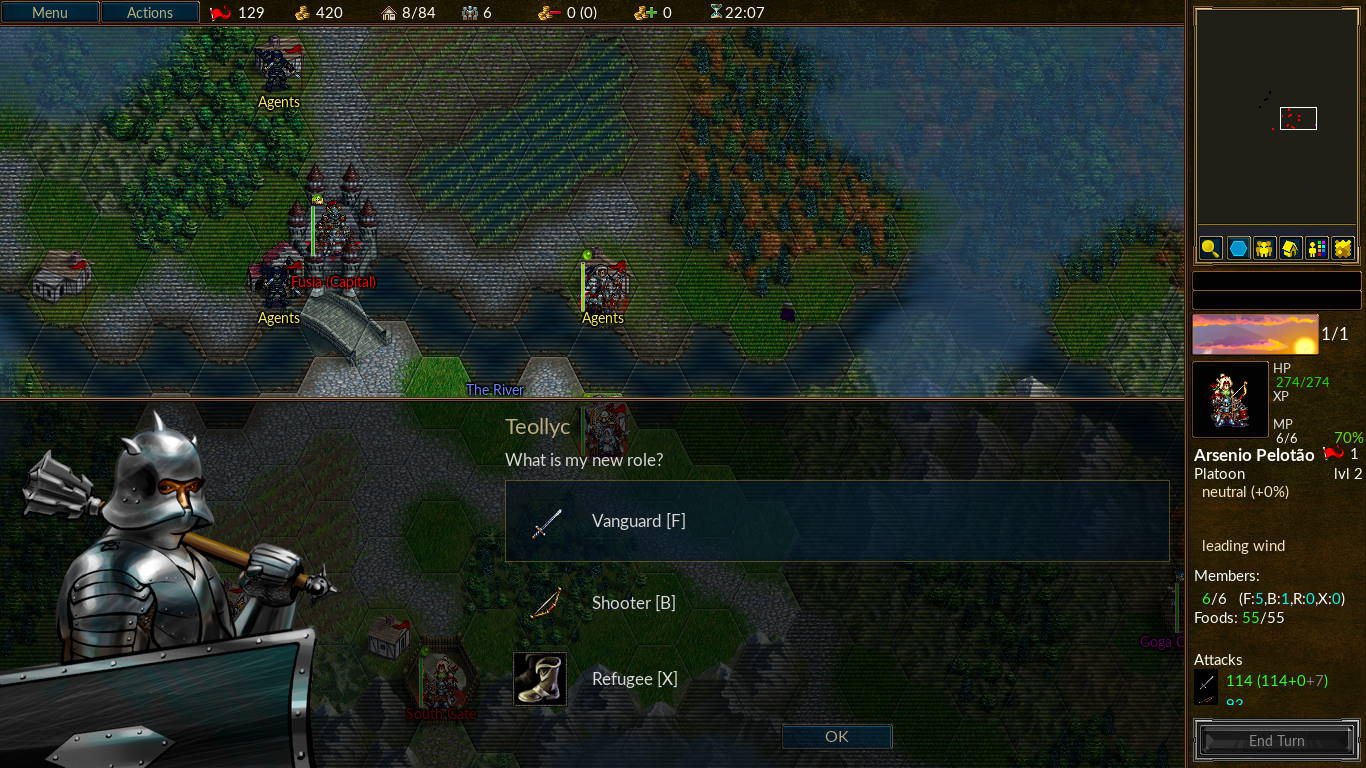 Menu
Actions
129
420
8/84
6
0 (0)
0
22:07
Agents
Fusia (Capital)
Agents
Agents
The River
Teollyc
What is my new role?
Vanguard [F]
Shooter [B]
Refugee [X]
OK
South Gate
1/1
HP
274/274
XP
MP
6/6
70%
Arsenio Pelotão
1
Platoon
lvl 2
neutral (+0%)
leading wind
Members:
6/6 (F:5,B:1,R:0,X:0)
Foods: 55/55
Attacks
114 (114+0+7)
End Turn